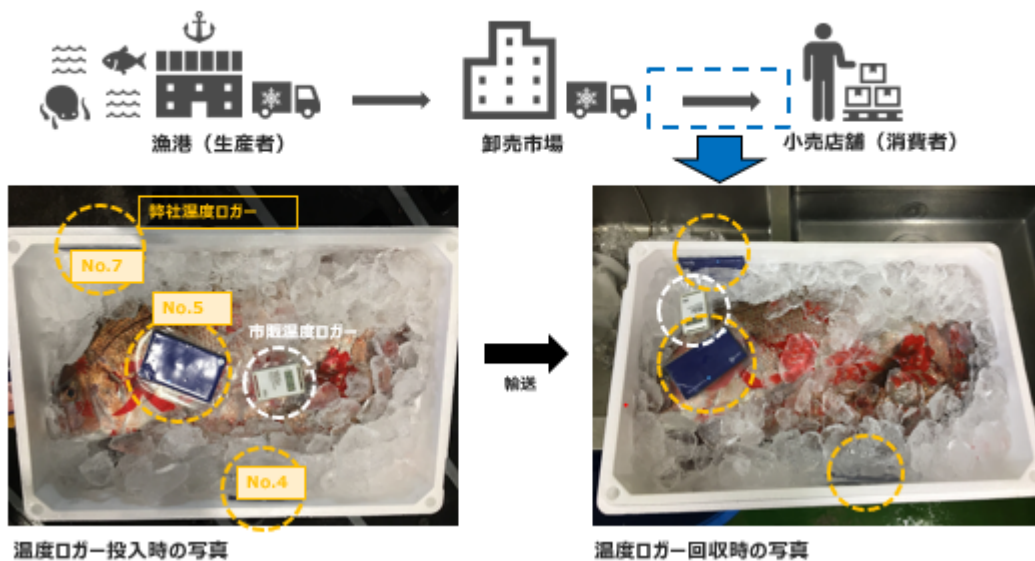 漁港（生産者）
卸売市場
小売店舗（消費者）
弊社温度ロガー
No.7
No.5
市販温度ロガー
No.4
輸送
温度ロガー投入時の写真
温度ロガー回収時の写真